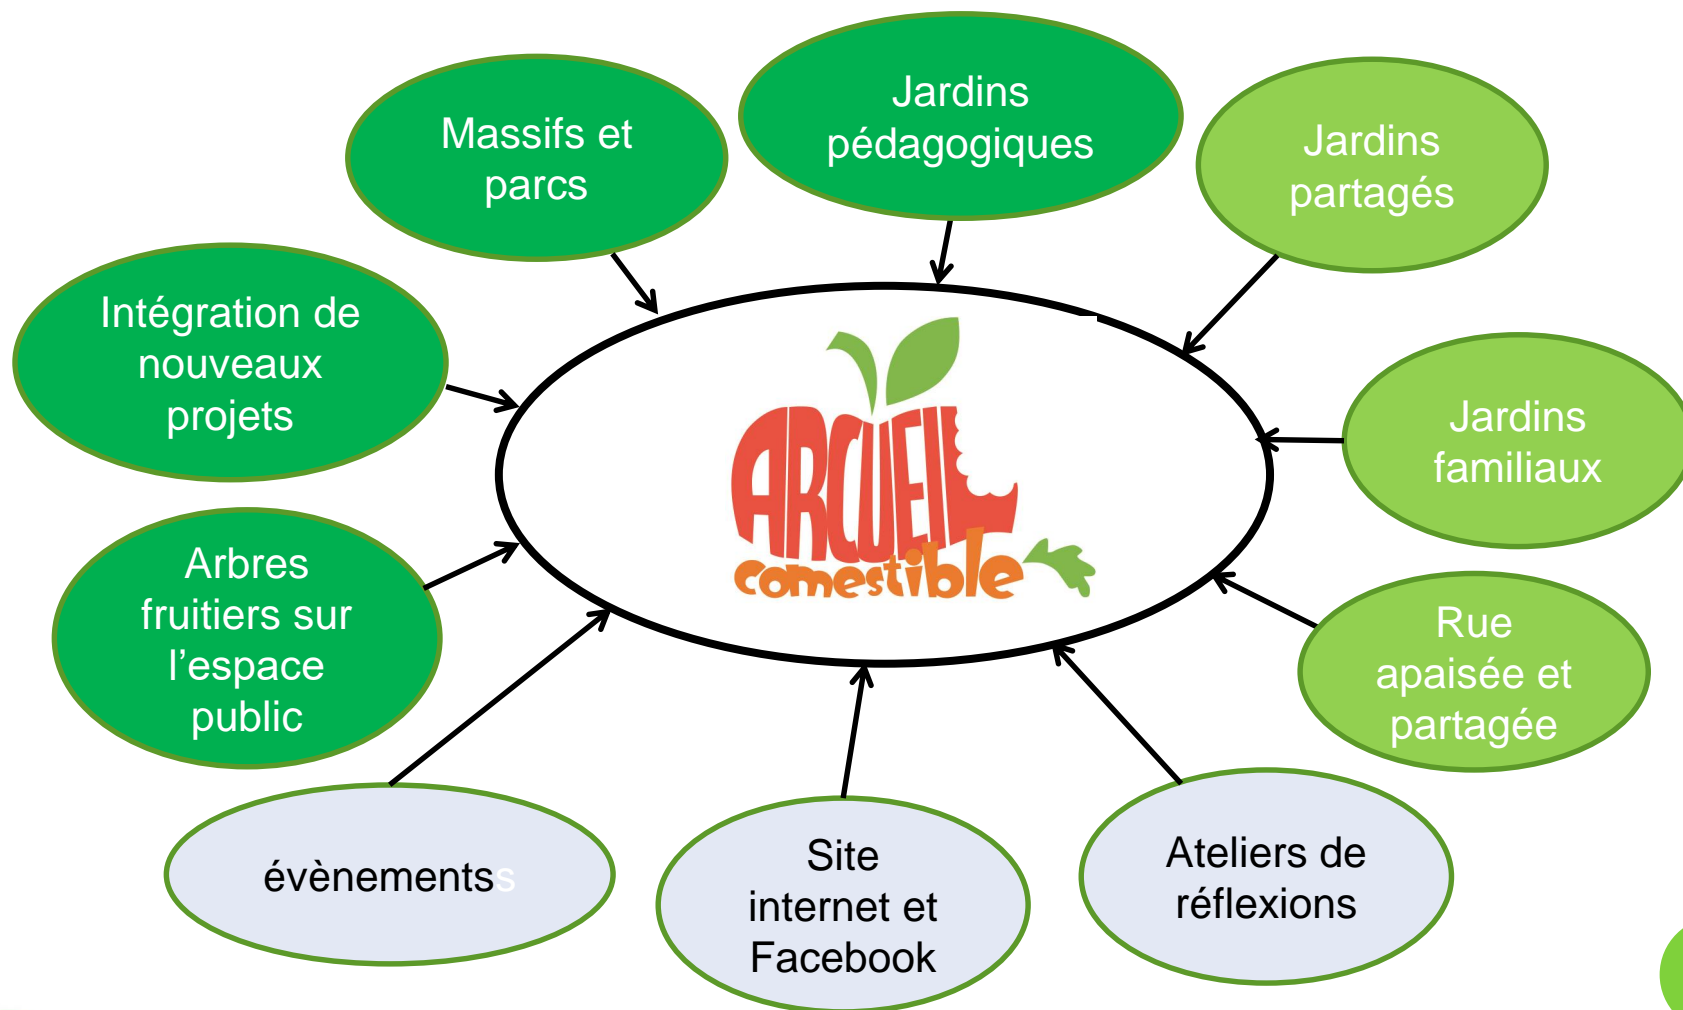 Jardins
pédagogiques
Massifs et
parcs
Jardins
partagés
Intégration de
nouveaux
projets
ARCUEIL
comestible
Jardins
familiaux
Arbres
fruitiers sur
l’espace
public
Rue
apaisée et
partagée
évènementss
Site
internet et
Facebook
Ateliers de
réflexions